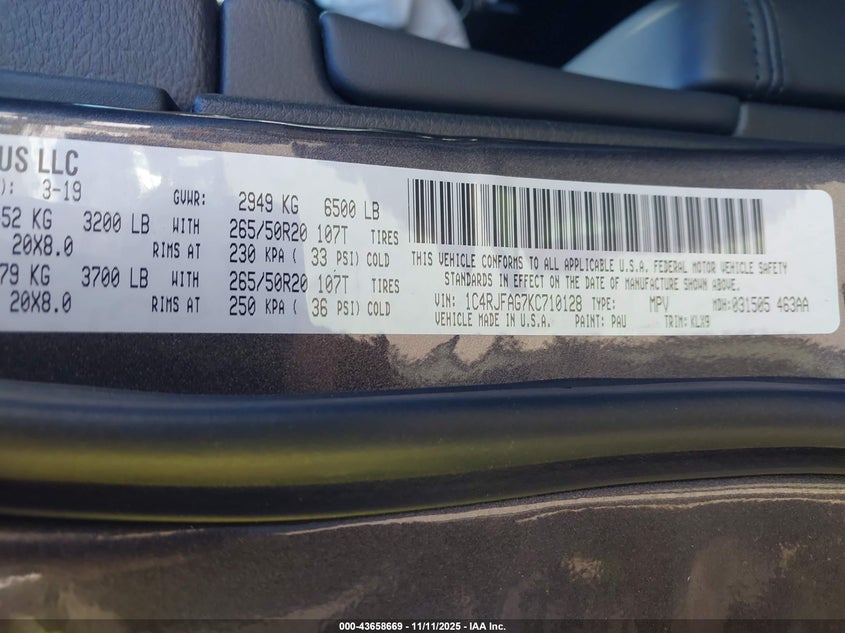 US LLC
): 3-19
GVWR: 2949 KG 6500 LB
52 KG 3200 LB WITH 265/50R20 107T TIRES
20X8.0 RIMS AT 230 KPA ( 33 PSI) COLD
79 KG 3700 LB WITH 265/50R20 107T TIRES
20X8.0 RIMS AT 250 KPA ( 36 PSI) COLD
THIS VEHICLE CONFORMS TO ALL APPLICABLE U.S.A. FEDERAL MOTOR VEHICLE SAFETY
STANDARDS IN EFFECT ON THE DATE OF MANUFACTURE SHOWN ABOVE.
VIN: 1C4RJFAG7KC710128 TYPE: MPV MDH:031505 463AA
VEHICLE MADE IN U.S.A. PAINT: PAU TRIM: KLX9
000-43658669 - 11/11/2025 - IAA Inc.